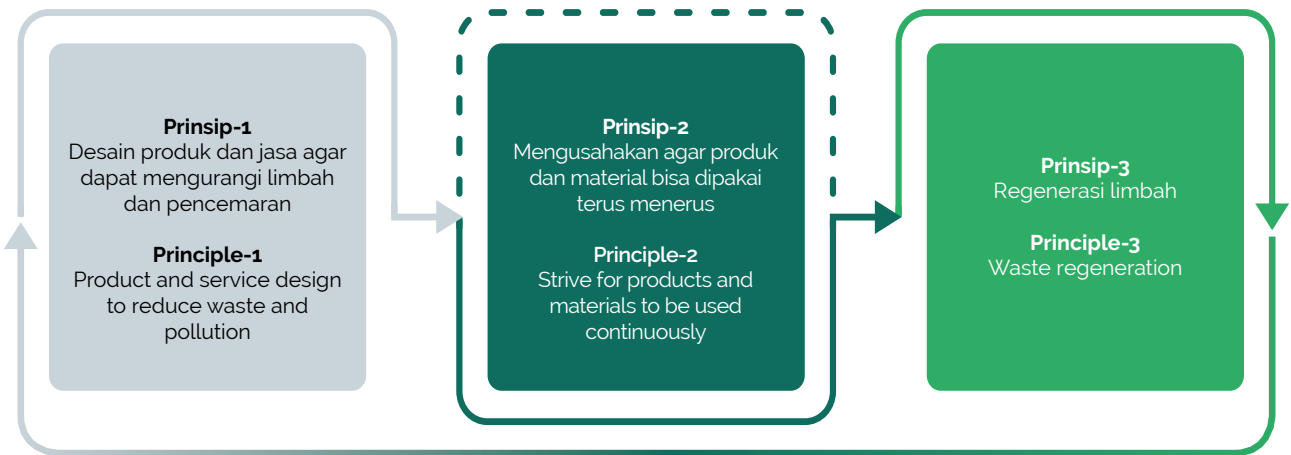 Prinsip-1
Desain produk dan jasa agar
dapat mengurangi limbah
dan pencemaran
Principle-1
Product and service design
to reduce waste and
pollution
Prinsip-2
Mengusahakan agar produk
dan material bisa dipakai
terus menerus
Principle-2
Strive for products and
materials to be used
continuously
Prinsip-3
Regenerasi limbah
Principle-3
Waste regeneration